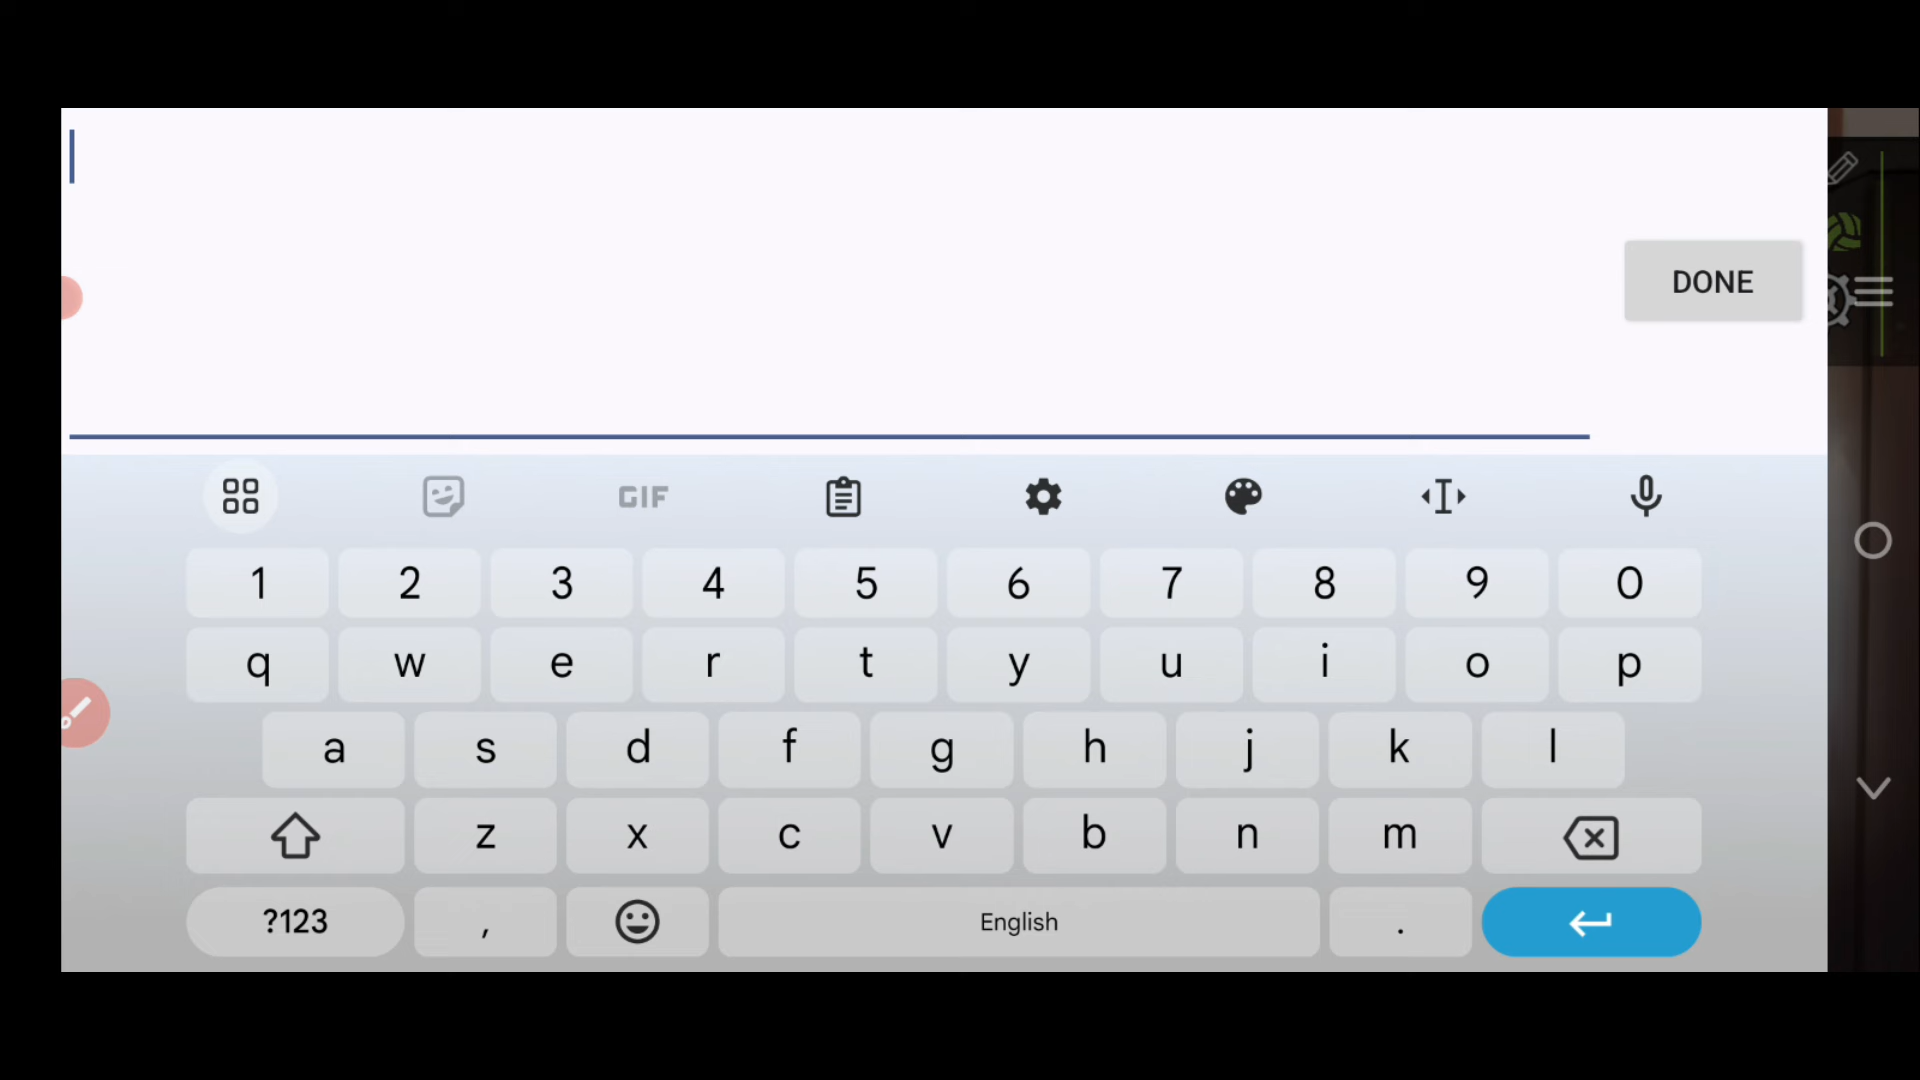 DONE
GIF
1 2 3 4 5 6 7 8 9 0
q w e r t y u i o p
a s d f g h j k l
z x c v b n m
?123 , English .